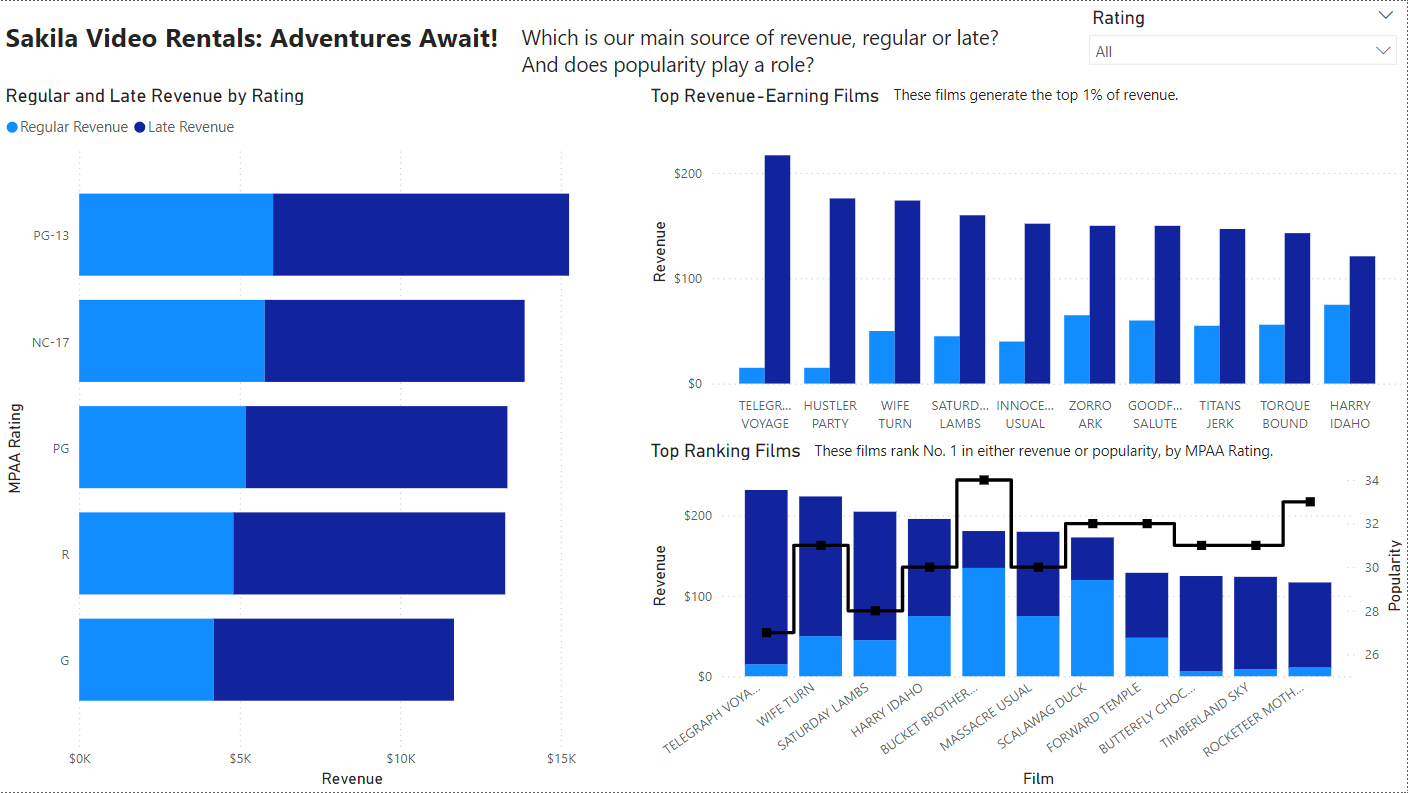 Sakila Video Rentals: Adventures Await!
Which is our main source of revenue, regular or late?
And does popularity play a role?
Rating
All
Regular and Late Revenue by Rating
Regular Revenue
Late Revenue
MPAA Rating
PG-13
NC-17
PG
R
G
$0K
$5K
$10K
$15K
Revenue
Top Revenue-Earning Films
These films generate the top 1% of revenue.
Revenue
$200
$100
$0
TELEGR...
VOYAGE
HUSTLER
PARTY
WIFE
TURN
SATURD...
LAMBS
INNOCE...
USUAL
ZORRO
ARK
GOODF...
SALUTE
TITANS
JERK
TORQUE
BOUND
HARRY
IDAHO
Top Ranking Films
These films rank No. 1 in either revenue or popularity, by MPAA Rating.
Revenue
$200
$100
$0
34
32
30
28
26
Popularity
TELEGRAPH VOYA...
WIFE TURN
SATURDAY LAMBS
HARRY IDAHO
BUCKET BROTHER...
MASSACRE USUAL
SCALAWAG DUCK
FORWARD TEMPLE
BUTTERFLY CHOC...
TIMBERLAND SKY
ROCKETEER MOTH...
Film